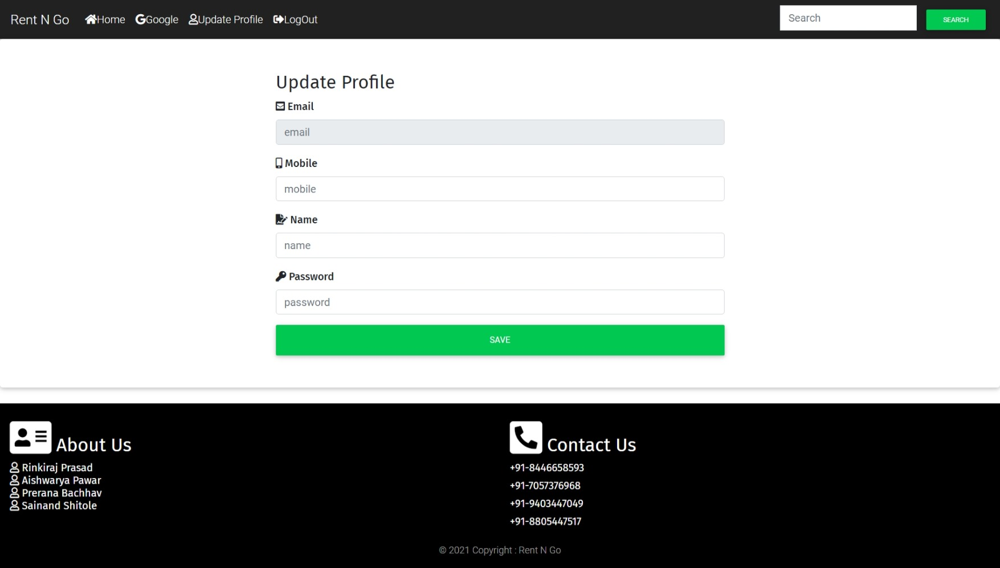 Rent N Go Home Google Update Profile LogOut Search SEARCH
Update Profile
Email
email
Mobile
mobile
Name
name
Password
password
SAVE
About Us
Rinkiraj Prasad
Aishwarya Pawar
Prerana Bachhav
Sainand Shitole
Contact Us
+91-8446658593
+91-7057376968
+91-9403447049
+91-8805447517
© 2021 Copyright : Rent N Go